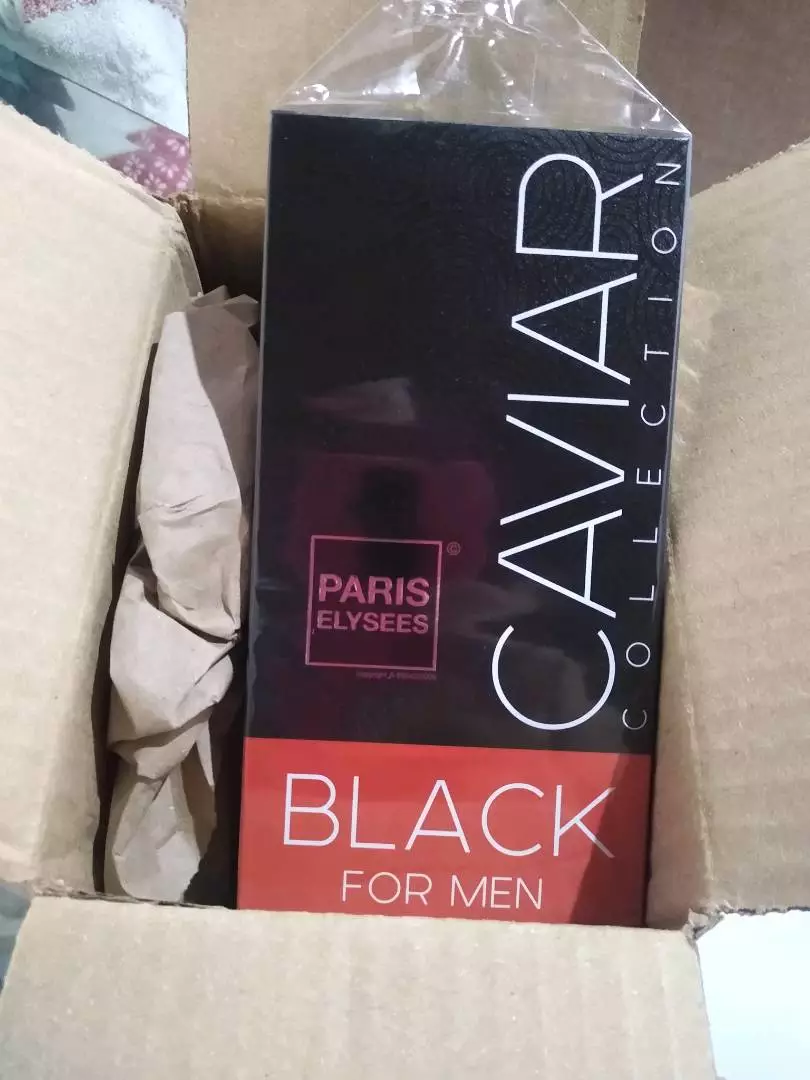 CAVIAR
COLLECTION
PARIS
ELYSEES
©
BLACK
FOR MEN